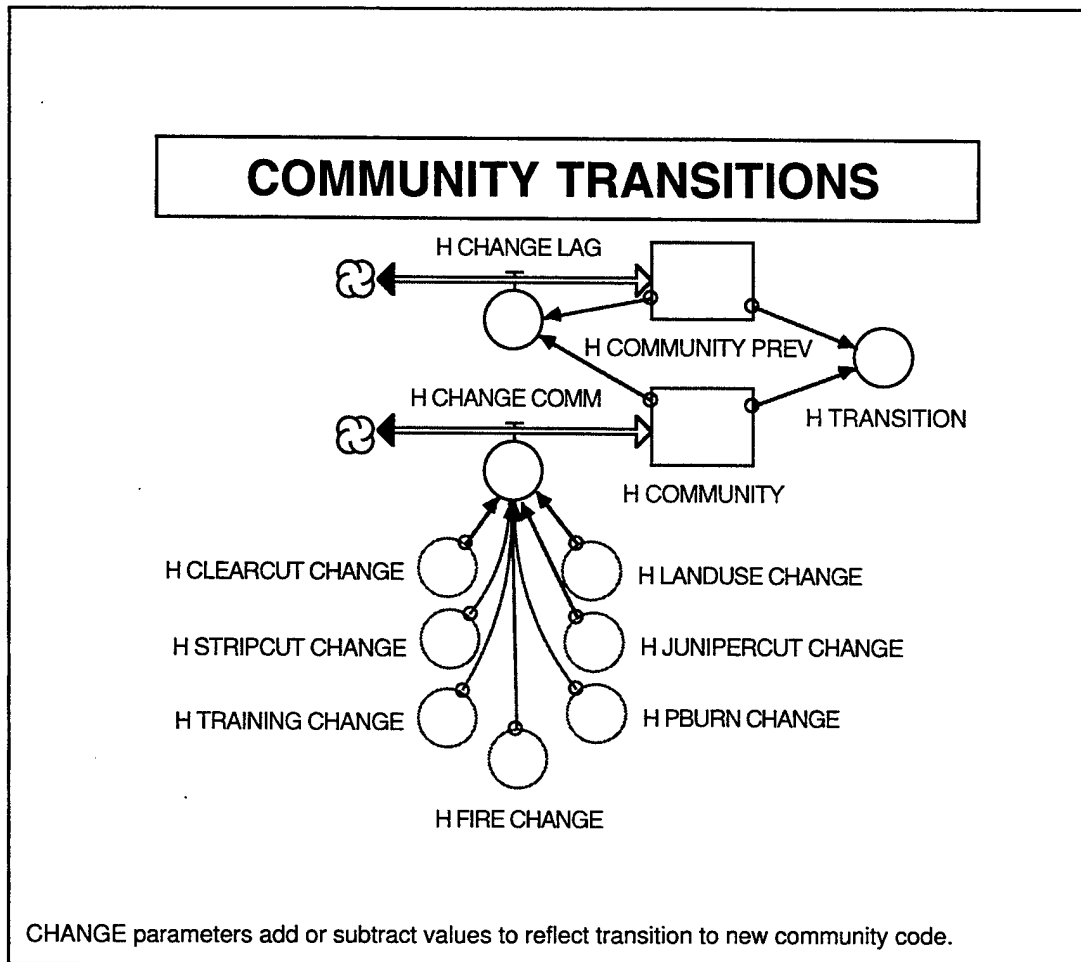 COMMUNITY TRANSITIONS
H CHANGE LAG
H COMMUNITY PREV
H CHANGE COMM
H TRANSITION
H COMMUNITY
H CLEARCUT CHANGE
H LANDUSE CHANGE
H STRIPCUT CHANGE
H JUNIPERCUT CHANGE
H TRAINING CHANGE
H PBURN CHANGE
H FIRE CHANGE
CHANGE parameters add or subtract values to reflect transition to new community code.